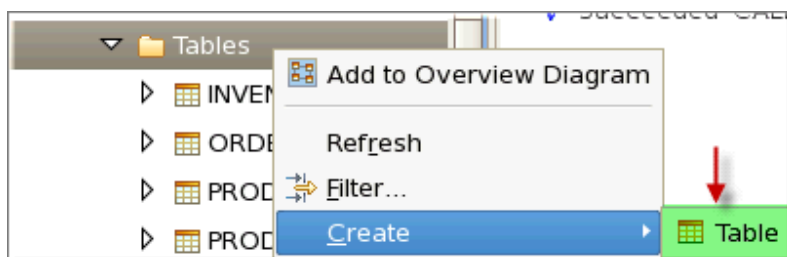 Succeeded CALL
Tables
Add to Overview Diagram
INVEN
ORDE
Refresh
PROD
Filter...
PROD
Create
Table